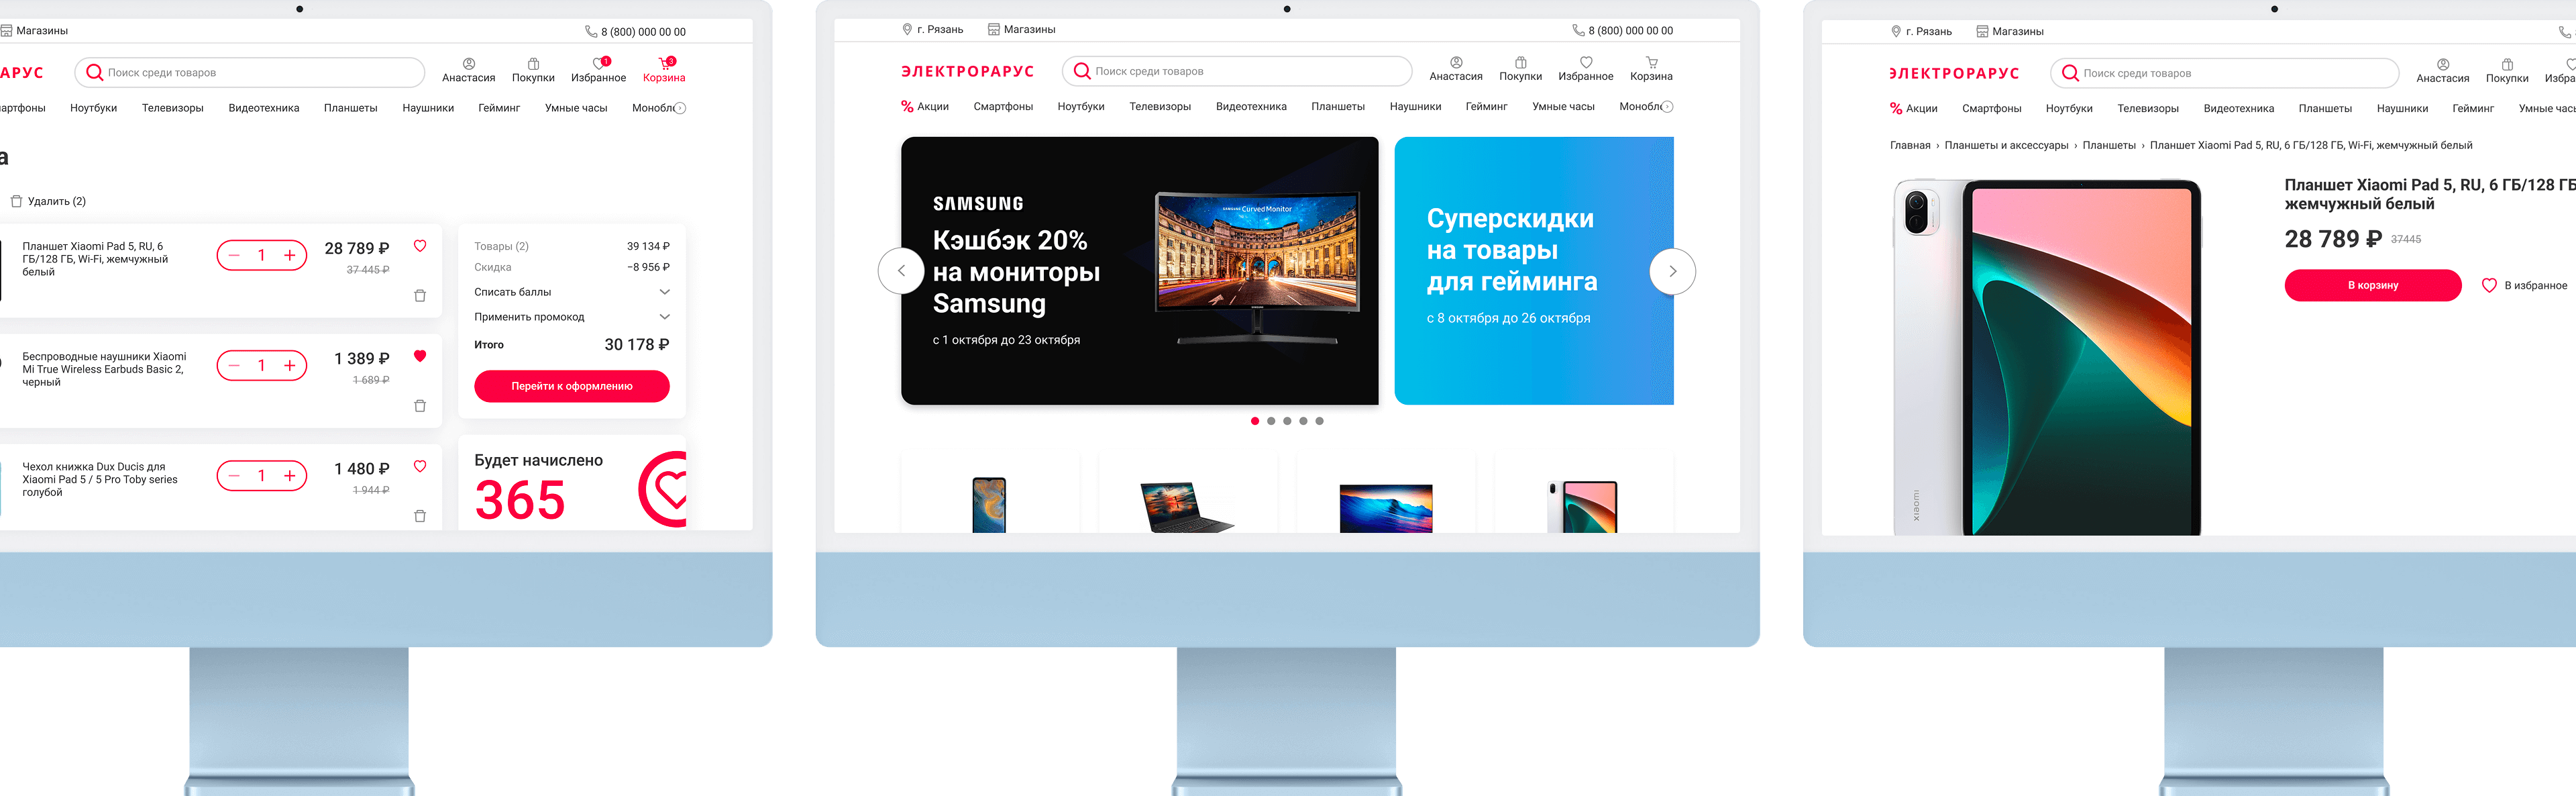 Магазины
8 (800) 000 00 00
АРУС
Поиск среди товаров
Анастасия
Покупки
1
Избранное
3
Корзина
артфоны
Ноутбуки
Телевизоры
Видеотехника
Планшеты
Наушники
Гейминг
Умные часы
Монобл
а
Удалить (2)
Планшет Xiaomi Pad 5, RU, 6
ГБ/128 ГБ, Wi-Fi, жемчужный
белый
1
28 789 ₽
37 445 ₽
Беспроводные наушники Xiaomi
Mi True Wireless Earbuds Basic 2,
черный
1
1 389 ₽
1 689 ₽
Чехол книжка Dux Ducis для
Xiaomi Pad 5 / 5 Pro Toby series
голубой
1
1 480 ₽
1 944 ₽
Товары (2)
39 134 ₽
Скидка
−8 956 ₽
Списать баллы
Применить промокод
Итого
30 178 ₽
Перейти к оформлению
Будет начислено
365
г. Рязань
Магазины
8 (800) 000 00 00
ЭЛЕКТРОРАРУС
Поиск среди товаров
Анастасия
Покупки
Избранное
Корзина
% Акции
Смартфоны
Ноутбуки
Телевизоры
Видеотехника
Планшеты
Наушники
Гейминг
Умные часы
Монобл
SAMSUNG
Кэшбэк 20%
на мониторы
Samsung
с 1 октября до 23 октября
SAMSUNG Curved Monitor
Суперскидки
на товары
для гейминга
с 8 октября до 26 октября
г. Рязань
Магазины
8
ЭЛЕКТРОРАРУС
Поиск среди товаров
Анастасия
Покупки
Избра
% Акции
Смартфоны
Ноутбуки
Телевизоры
Видеотехника
Планшеты
Наушники
Гейминг
Умные час
Главная › Планшеты и аксессуары › Планшеты › Планшет Xiaomi Pad 5, RU, 6 ГБ/128 ГБ, Wi-Fi, жемчужный белый
xiaomi
Планшет Xiaomi Pad 5, RU, 6 ГБ/128 ГБ
жемчужный белый
28 789 ₽ 37445
В корзину
В избранное